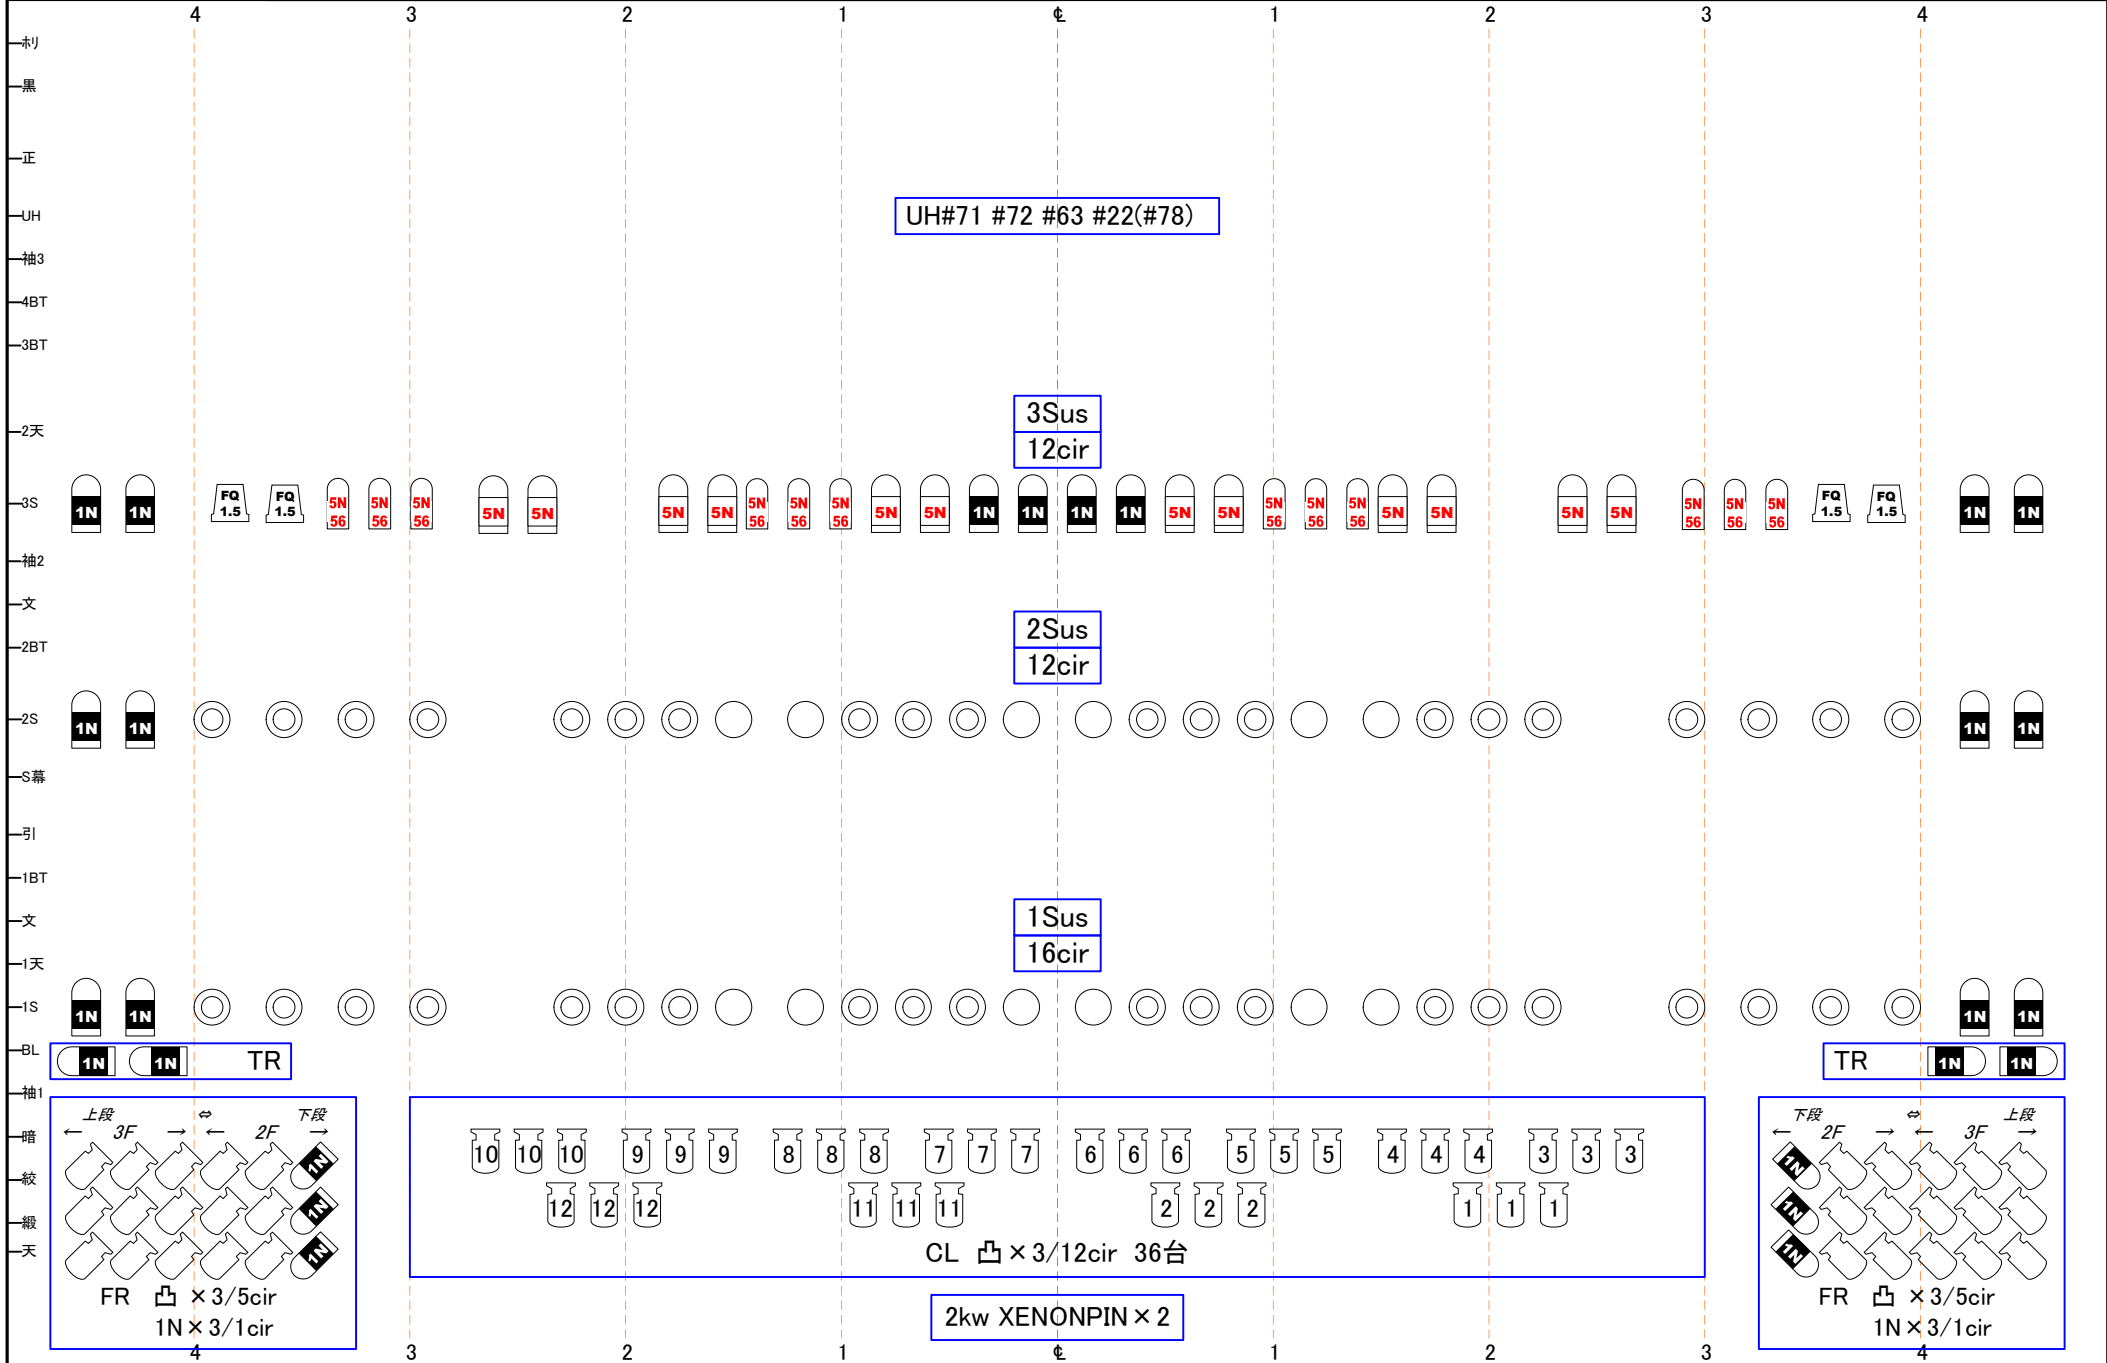 4 3 2 1 ℄ 1 2 3 4
ホリ
黒
正
UH
UH#71 #72 #63 #22(#78)
袖3
4BT
3BT
3Sus
2天
12cir
3S
1N 1N FQ 1.5 FQ 1.5 5N 56 5N 56 5N 56 5N 5N 5N 5N 5N 56 5N 56 5N 56 5N 5N 1N 1N 1N 1N 5N 5N 5N 56 5N 56 5N 56 5N 5N 5N 5N 5N 56 5N 56 5N 56 FQ 1.5 FQ 1.5 1N 1N
袖2
文
2Sus
2BT
12cir
2S
1N 1N 1N 1N
S幕
引
1BT
1Sus
文
16cir
1天
1S
1N 1N 1N 1N
BL
1N 1N TR
TR 1N 1N
袖1
暗
絞
緞
天
上段 ⇔ 下段
← 3F → ← 2F →
1N
1N
1N
FR 凸×3/5cir
1N×3/1cir
10 10 10 9 9 9 8 8 8 7 7 7 6 6 6 5 5 5 4 4 4 3 3 3
12 12 12 11 11 11 2 2 2 1 1 1
CL 凸×3/12cir 36台
2kw XENONPIN×2
下段 ⇔ 上段
← 2F → ← 3F →
1N
1N
1N
FR 凸×3/5cir
1N×3/1cir
4 3 2 1 ℄ 1 2 3 4